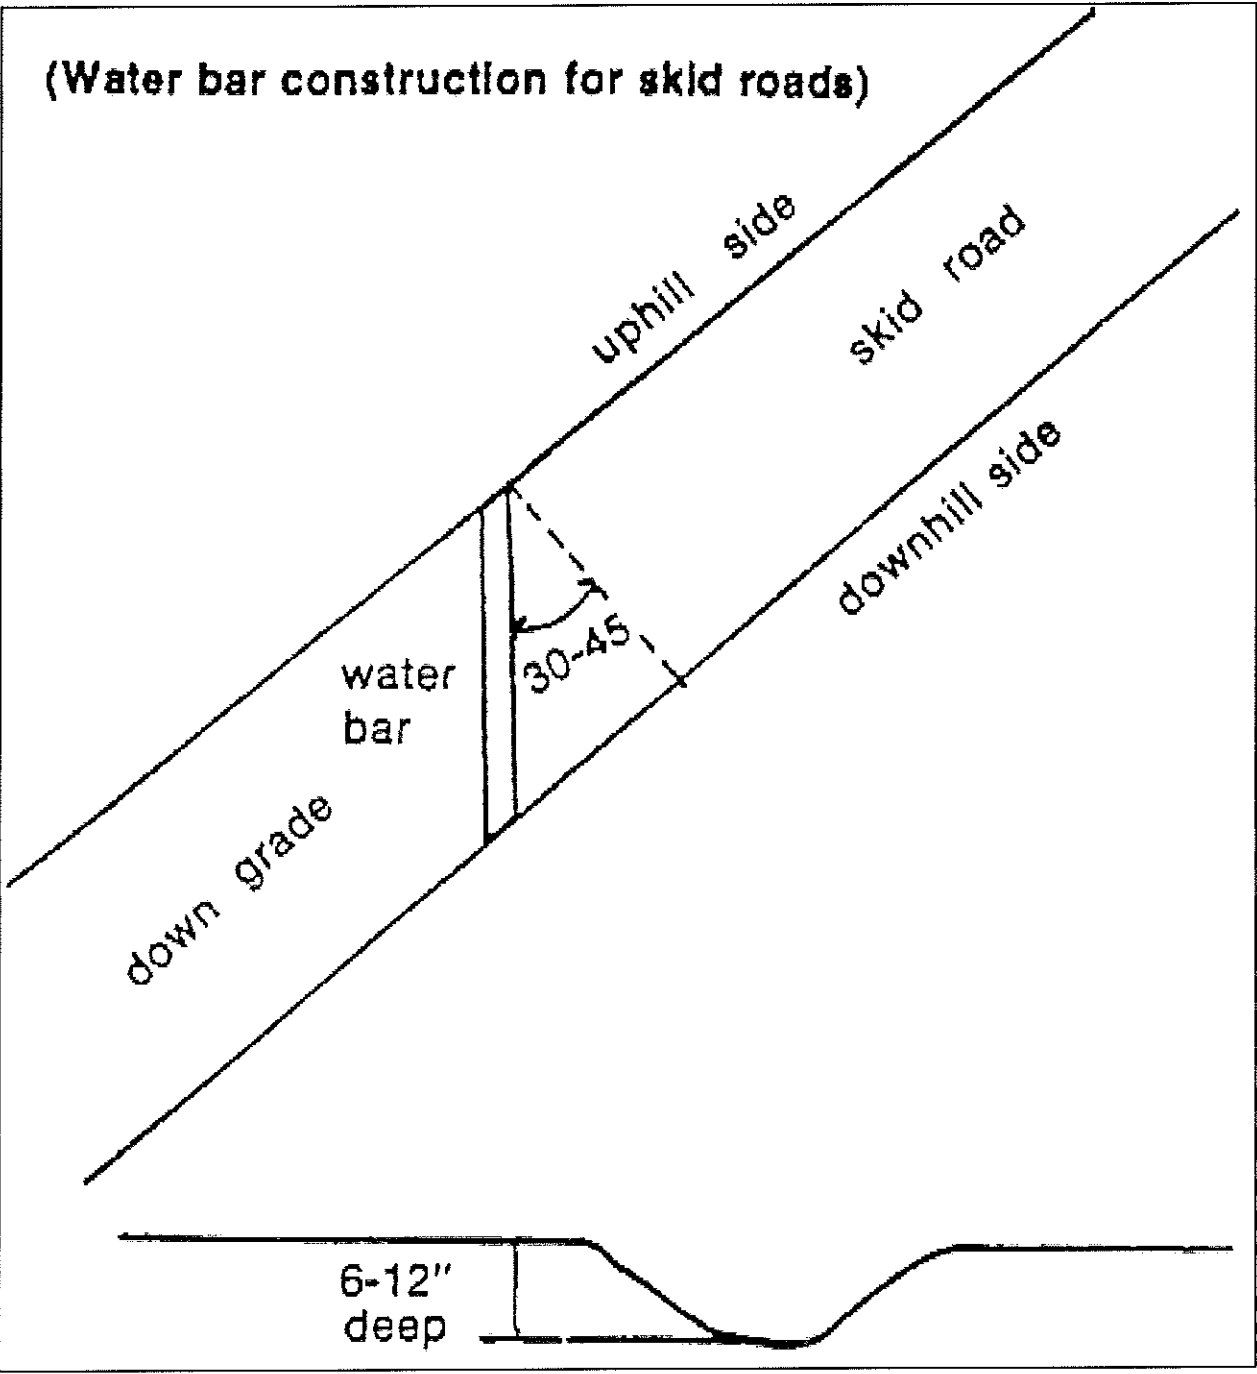 (Water bar construction for skid roads)
uphill side
skid road
downhill side
30-45
water
bar
down grade
6-12"
deep